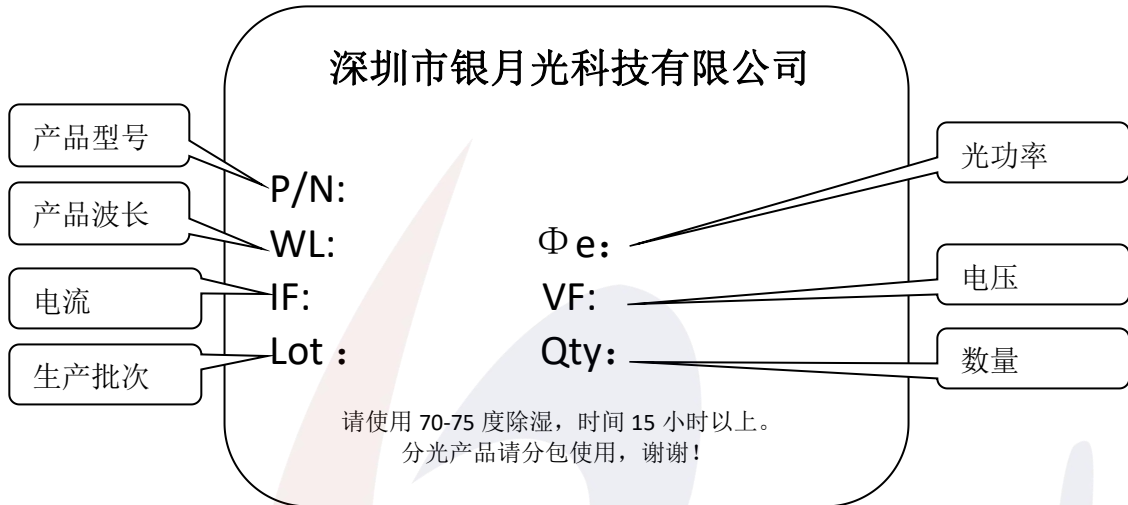 深圳市银月光科技有限公司
产品型号
光功率
P/N:
产品波长
WL:
Φe：
电流
IF:
VF:
电压
生产批次
Lot：
Qty：
数量
请使用 70-75 度除湿，时间 15 小时以上。
分光产品请分包使用，谢谢！